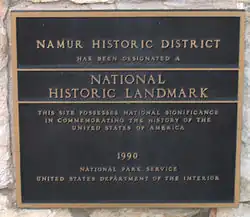 NAMUR HISTORIC DISTRICT
HAS BEEN DESIGNATED A
NATIONAL
HISTORIC LANDMARK
THIS SITE POSSESSES NATIONAL SIGNIFICANCE
IN COMMEMORATING THE HISTORY OF THE
UNITED STATES OF AMERICA
1990
NATIONAL PARK SERVICE
UNITED STATES DEPARTMENT OF THE INTERIOR